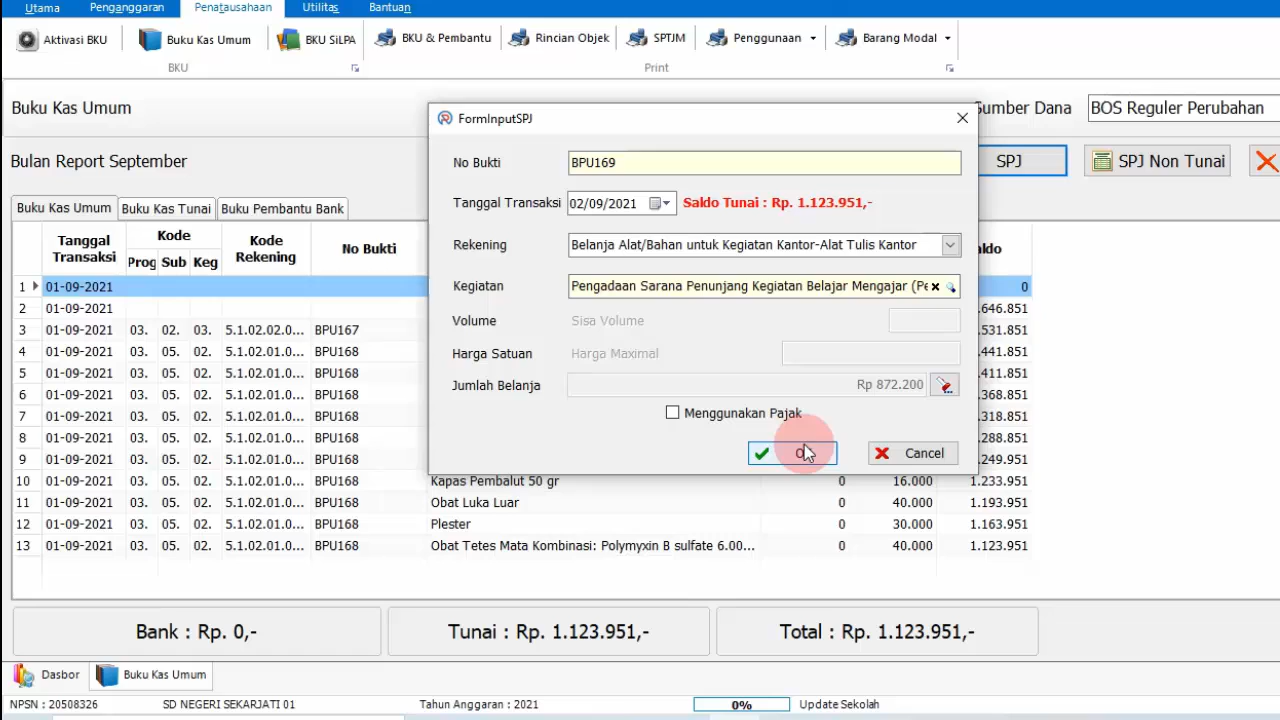 Utama Penganggaran Penatausahaan Utilitas Bantuan
Aktivasi BKU Buku Kas Umum BKU SiLPA BKU & Pembantu Rincian Objek SPTJM Penggunaan Barang Modal
BKU Print
Buku Kas Umum Sumber Dana BOS Reguler Perubahan
Bulan Report September SPJ SPJ Non Tunai
Buku Kas Umum Buku Kas Tunai Buku Pembantu Bank
Tanggal Transaksi Kode Prog Sub Keg Kode Rekening No Bukti
1 01-09-2021 0
2 01-09-2021 .646.851
3 01-09-2021 03. 02. 03. 5.1.02.02.0... BPU167 .531.851
4 01-09-2021 03. 05. 02. 5.1.02.01.0... BPU168 .441.851
5 01-09-2021 03. 05. 02. 5.1.02.01.0... BPU168 .411.851
6 01-09-2021 03. 05. 02. 5.1.02.01.0... BPU168 .368.851
7 01-09-2021 03. 05. 02. 5.1.02.01.0... BPU168 .318.851
8 01-09-2021 03. 05. 02. 5.1.02.01.0... BPU168 .288.851
9 01-09-2021 03. 05. 02. 5.1.02.01.0... BPU168 .249.951
10 01-09-2021 03. 05. 02. 5.1.02.01.0... BPU168 Kapas Pembalut 50 gr 0 16.000 1.233.951
11 01-09-2021 03. 05. 02. 5.1.02.01.0... BPU168 Obat Luka Luar 0 40.000 1.193.951
12 01-09-2021 03. 05. 02. 5.1.02.01.0... BPU168 Plester 0 30.000 1.163.951
13 01-09-2021 03. 05. 02. 5.1.02.01.0... BPU168 Obat Tetes Mata Kombinasi: Polymyxin B sulfate 6.00... 0 40.000 1.123.951
FormInputSPJ
No Bukti BPU169
Tanggal Transaksi 02/09/2021 Saldo Tunai : Rp. 1.123.951,-
Rekening Belanja Alat/Bahan untuk Kegiatan Kantor-Alat Tulis Kantor
Kegiatan Pengadaan Sarana Penunjang Kegiatan Belajar Mengajar (Pe
Volume Sisa Volume
Harga Satuan Harga Maximal
Jumlah Belanja Rp 872.200
Menggunakan Pajak
Cancel
Bank : Rp. 0,- Tunai : Rp. 1.123.951,- Total : Rp. 1.123.951,-
Dasbor Buku Kas Umum
NPSN : 20508326 SD NEGERI SEKARJATI 01 Tahun Anggaran : 2021 0% Update Sekolah